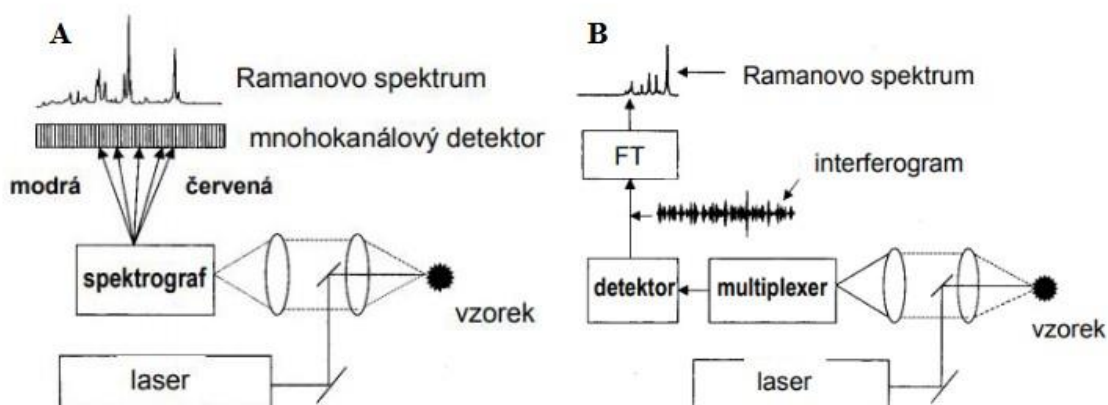 A
Ramanovo spektrum
mnohokanálový detektor
modrá
červená
spektrograf
vzorek
laser
B
Ramanovo spektrum
FT
interferogram
detektor
multiplexer
vzorek
laser